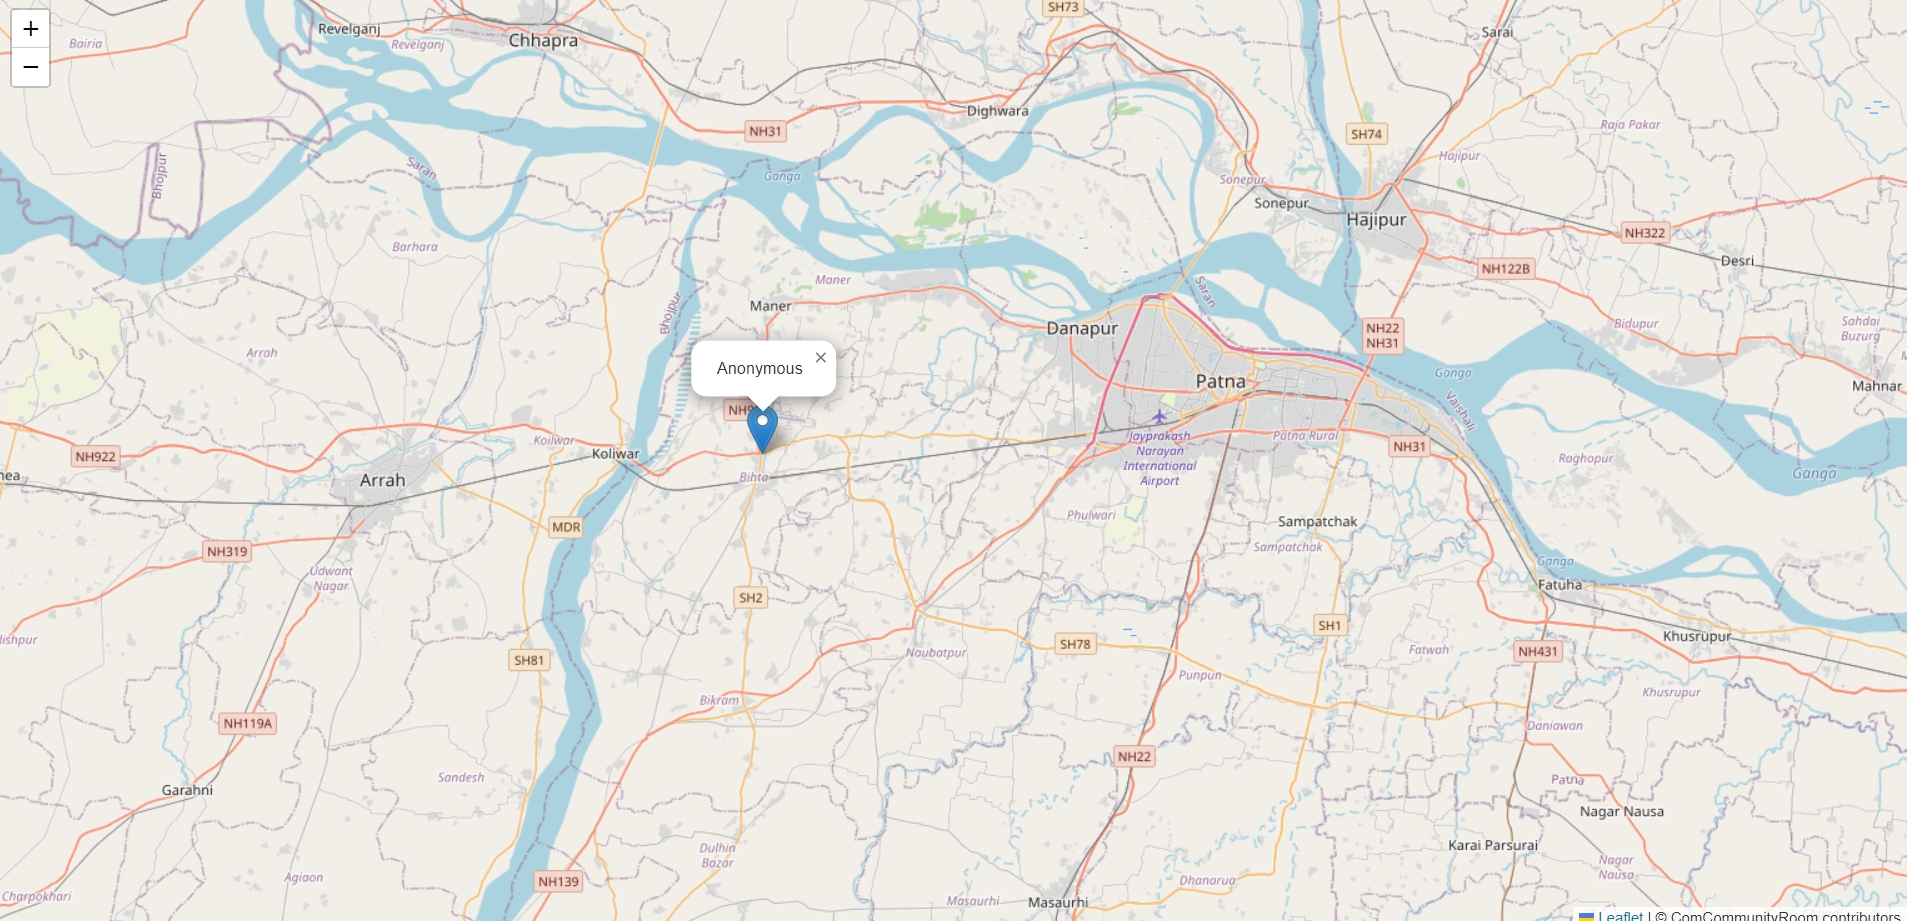 +
−
Bairia
Revelganj
Revelganj
Chhapra
SH73
Sarai
Dighwara
NH31
SH74
Raja Pakar
Hajipur
Bhojpur
Saran
Ganga
Sonepur
Sonepur
Hajipur
NH322
Barhara
Desri
NH122B
Maner
Maner
Saran
Bhojpur
Danapur
NH22
NH31
Bidupur
Sahdai
Buzurg
Arrah
Anonymous ×
Patna
Ganga
Mahnar
Vaishali
Koilwar
Koliwar
NH922
Jayprakash
Narayan
International
Airport
Patna Rural
NH31
Raghopur
Ganga
Arrah
Bihta
MDR
Phulwari
Sampatchak
Sampatchak
NH319
Udwant
Nagar
Ganga
Fatuha
SH2
SH1
Khusrupur
SH78
Naubatpur
Fatwah
NH431
SH81
Punpun
Khusrupur
Bikram
NH119A
Daniawan
NH22
Sandesh
Patna
Garahni
Nagar Nausa
Karai Parsurai
Dulhin
Bazar
Nagar
Nausa
Agiaon
NH139
Dhanorua
Charpokhari
Masaurhi
Masaurhi
Leaflet | © ComCommunityRoom contributors